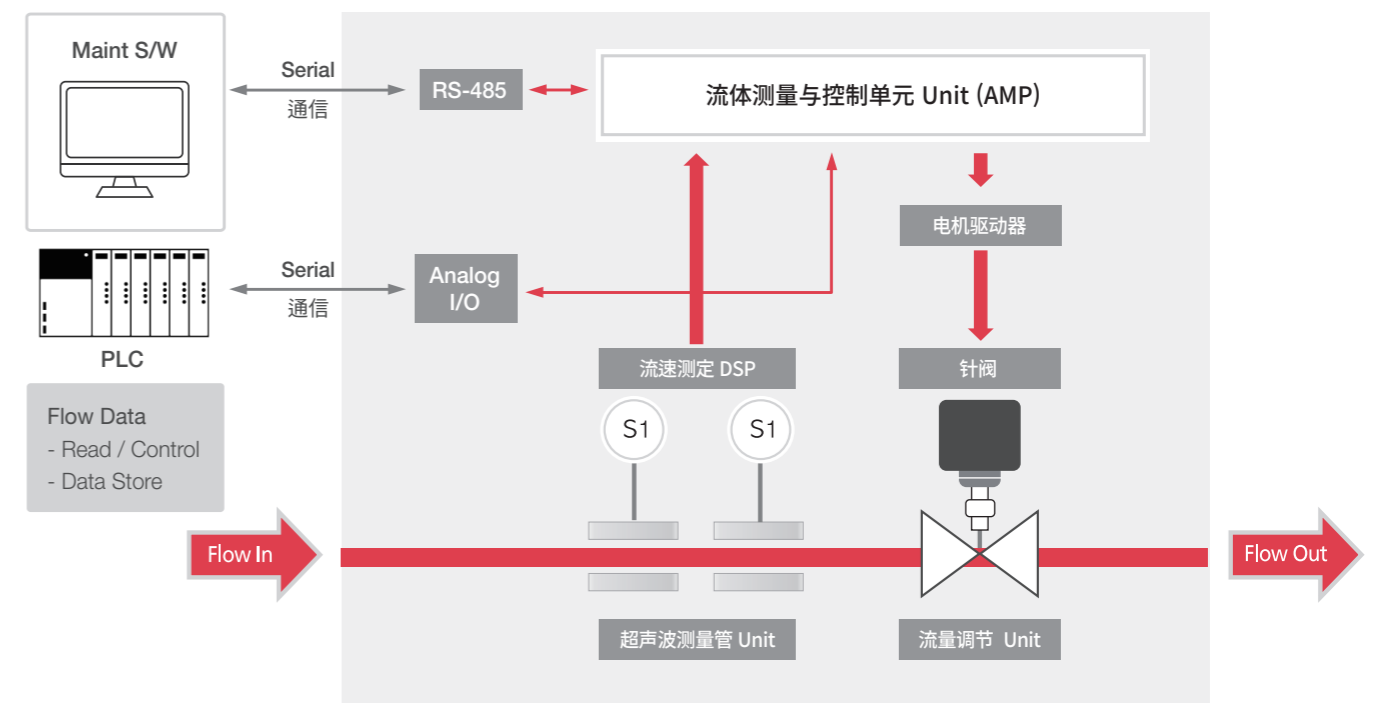 Maint S/W
Serial
通信
RS-485
流体测量与控制单元 Unit (AMP)
电机驱动器
Serial
通信
Analog
I/O
PLC
流速测定 DSP
针阀
Flow Data
- Read / Control
- Data Store
S1
S1
Flow In
Flow Out
超声波测量管 Unit
流量调节 Unit